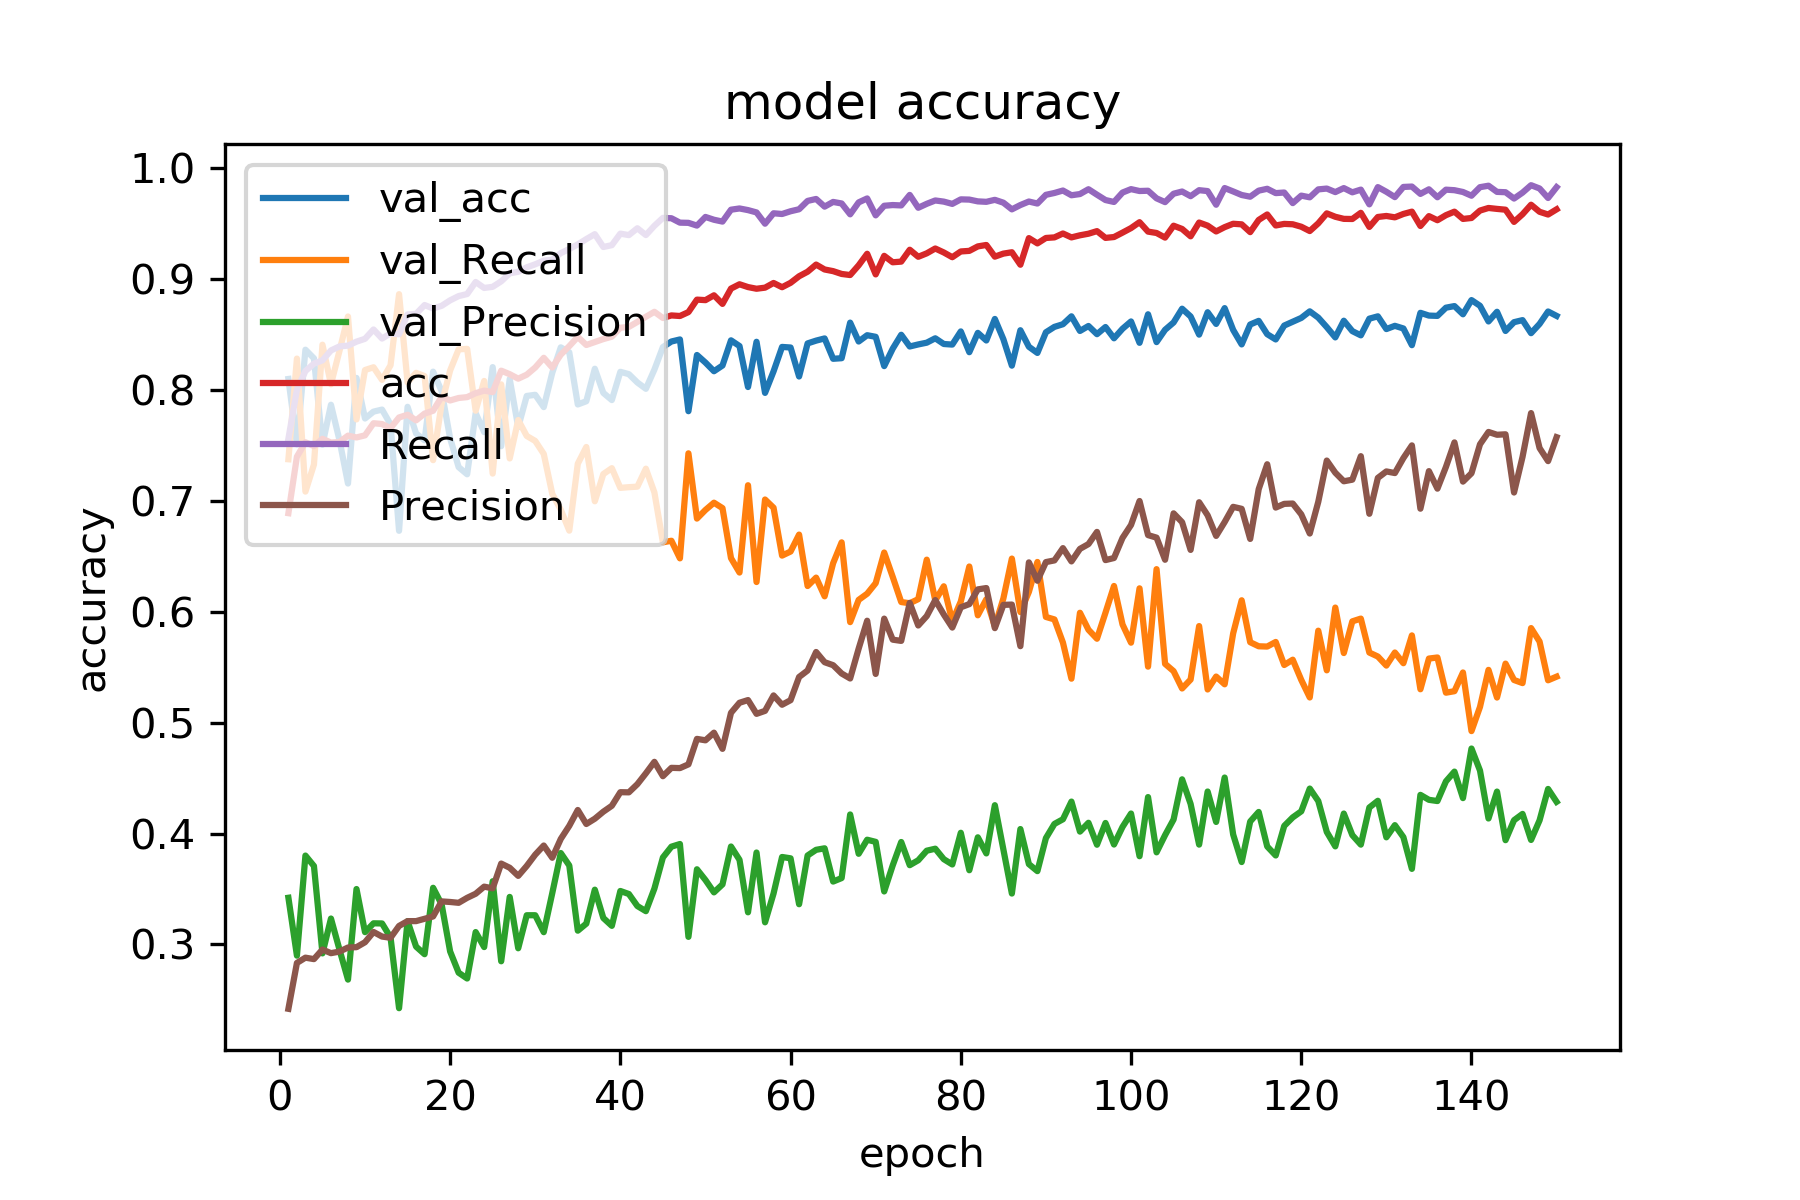 model accuracy
accuracy
1.0
0.9
0.8
0.7
0.6
0.5
0.4
0.3
val_acc
val_Recall
val_Precision
acc
Recall
Precision
0 20 40 60 80 100 120 140
epoch